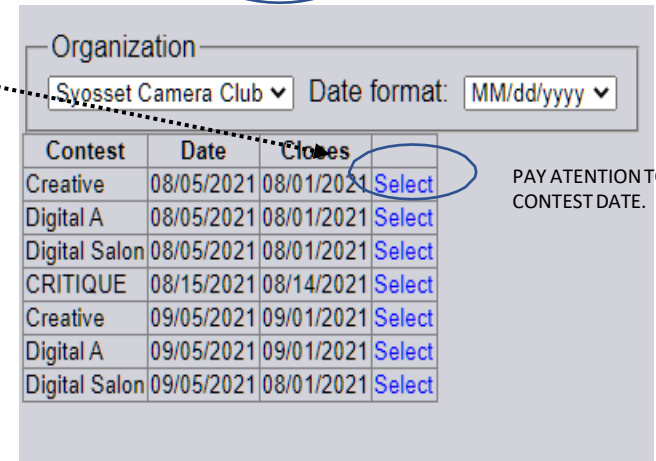 Organization
Syosset Camera Club Date format: MM/dd/yyyy
Contest Date Closes
Creative 08/05/2021 08/01/2021 Select
PAY ATENTION TO
CONTEST DATE.
Digital A 08/05/2021 08/01/2021 Select
Digital Salon 08/05/2021 08/01/2021 Select
CRITIQUE 08/15/2021 08/14/2021 Select
Creative 09/05/2021 09/01/2021 Select
Digital A 09/05/2021 09/01/2021 Select
Digital Salon 09/05/2021 08/01/2021 Select